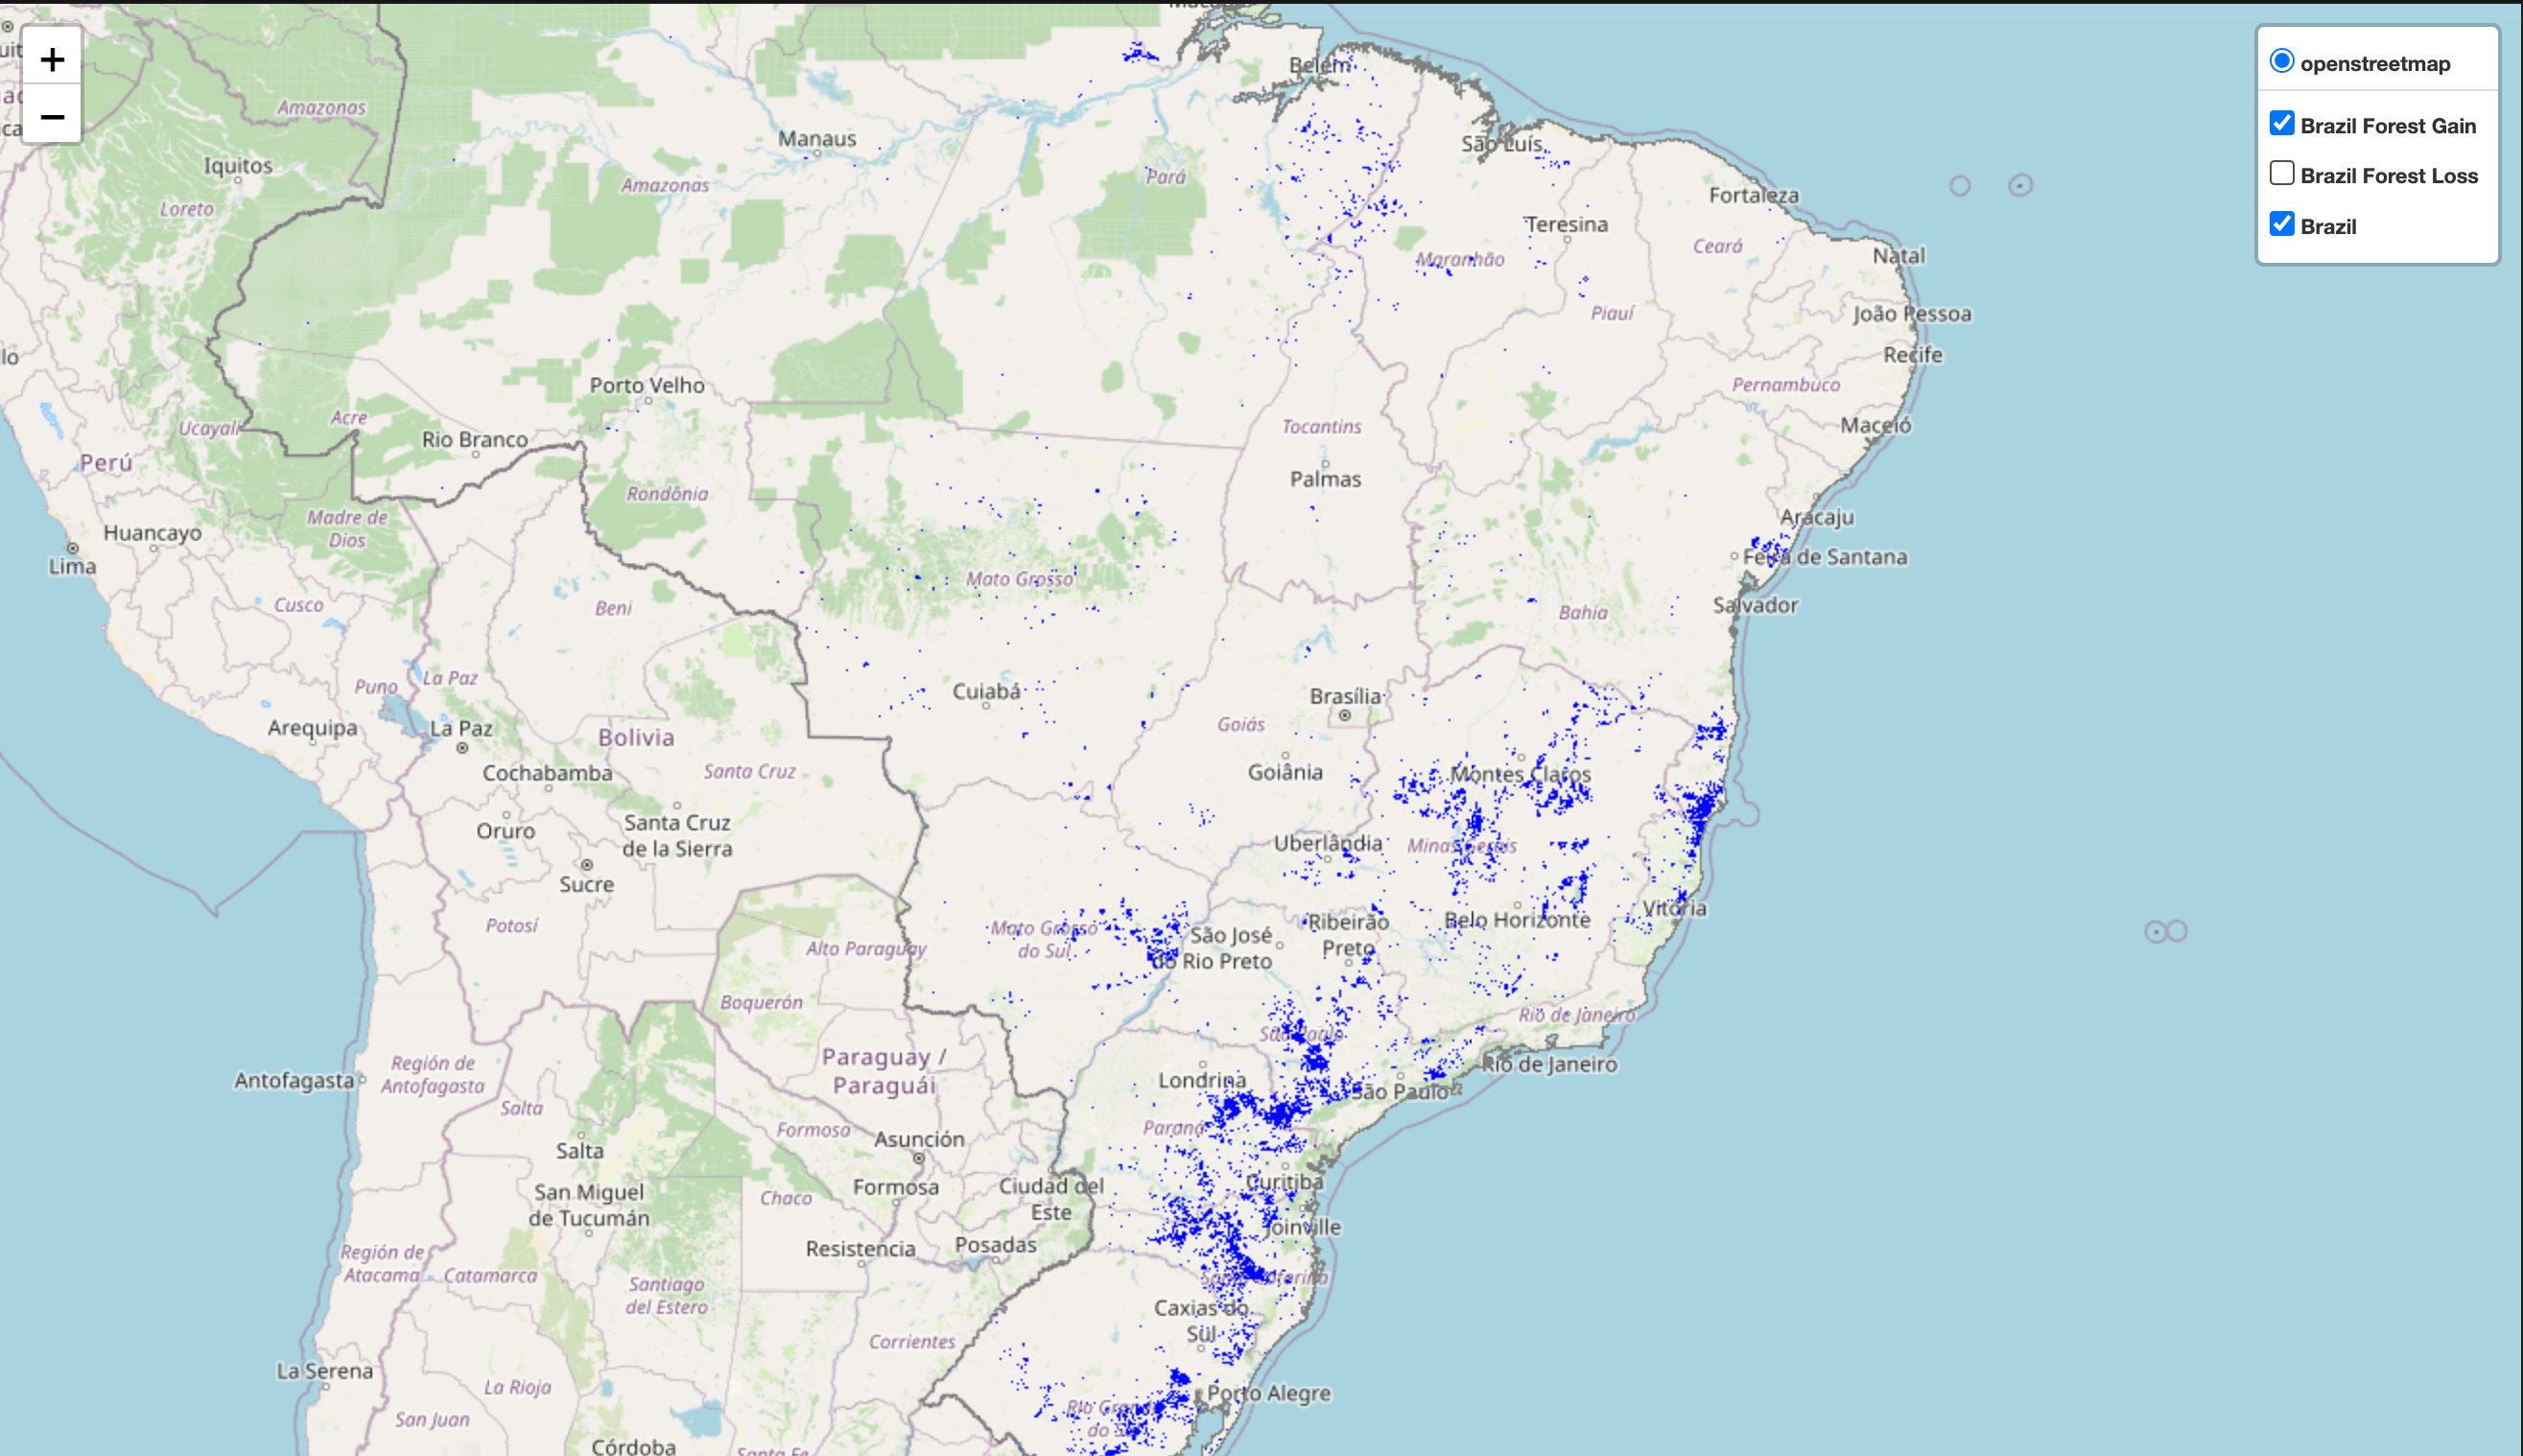 +
−
openstreetmap
Brazil Forest Gain
Brazil Forest Loss
Brazil
Belém
Amazonas
Manaus
São Luís
Iquitos
Pará
Amazonas
Fortaleza
Loreto
Teresina
Ceará
Maranhão
Natal
Piauí
João Pessoa
Recife
Porto Velho
Pernambuco
Acre
Ucayali
Rio Branco
Tocantins
Maceió
Perú
Palmas
Rondônia
Madre de
Dios
Aracaju
Huancayo
Feira de Santana
Lima
Mato Grosso
Cusco
Beni
Bahia
Salvador
La Paz
Puno
Cuiabá
Brasília
Arequipa
La Paz
Bolivia
Goiás
Cochabamba
Santa Cruz
Goiânia
Montes Claros
Oruro
Santa Cruz
de la Sierra
Uberlândia
Minas Gerais
Sucre
Vitória
Potosí
Mato Grosso
do Sul
São José
do Rio Preto
Ribeirão
Preto
Belo Horizonte
Alto Paraguay
Boquerón
Rio de Janeiro
São Paulo
Paraguay /
Paraguái
Rio de Janeiro
Región de
Antofagasta
Antofagasta
Londrina
São Paulo
Salta
Formosa
Paraná
Asunción
Salta
Curitiba
Chaco
Formosa
Ciudad del
Este
San Miguel
de Tucumán
Joinville
Resistencia
Posadas
Región de
Atacama
Catamarca
Santa Catarina
Santiago
del Estero
Caxias do
Sul
Corrientes
La Serena
La Rioja
Porto Alegre
San Juan
Rio Grande
do Sul
Córdoba
Santa Fe